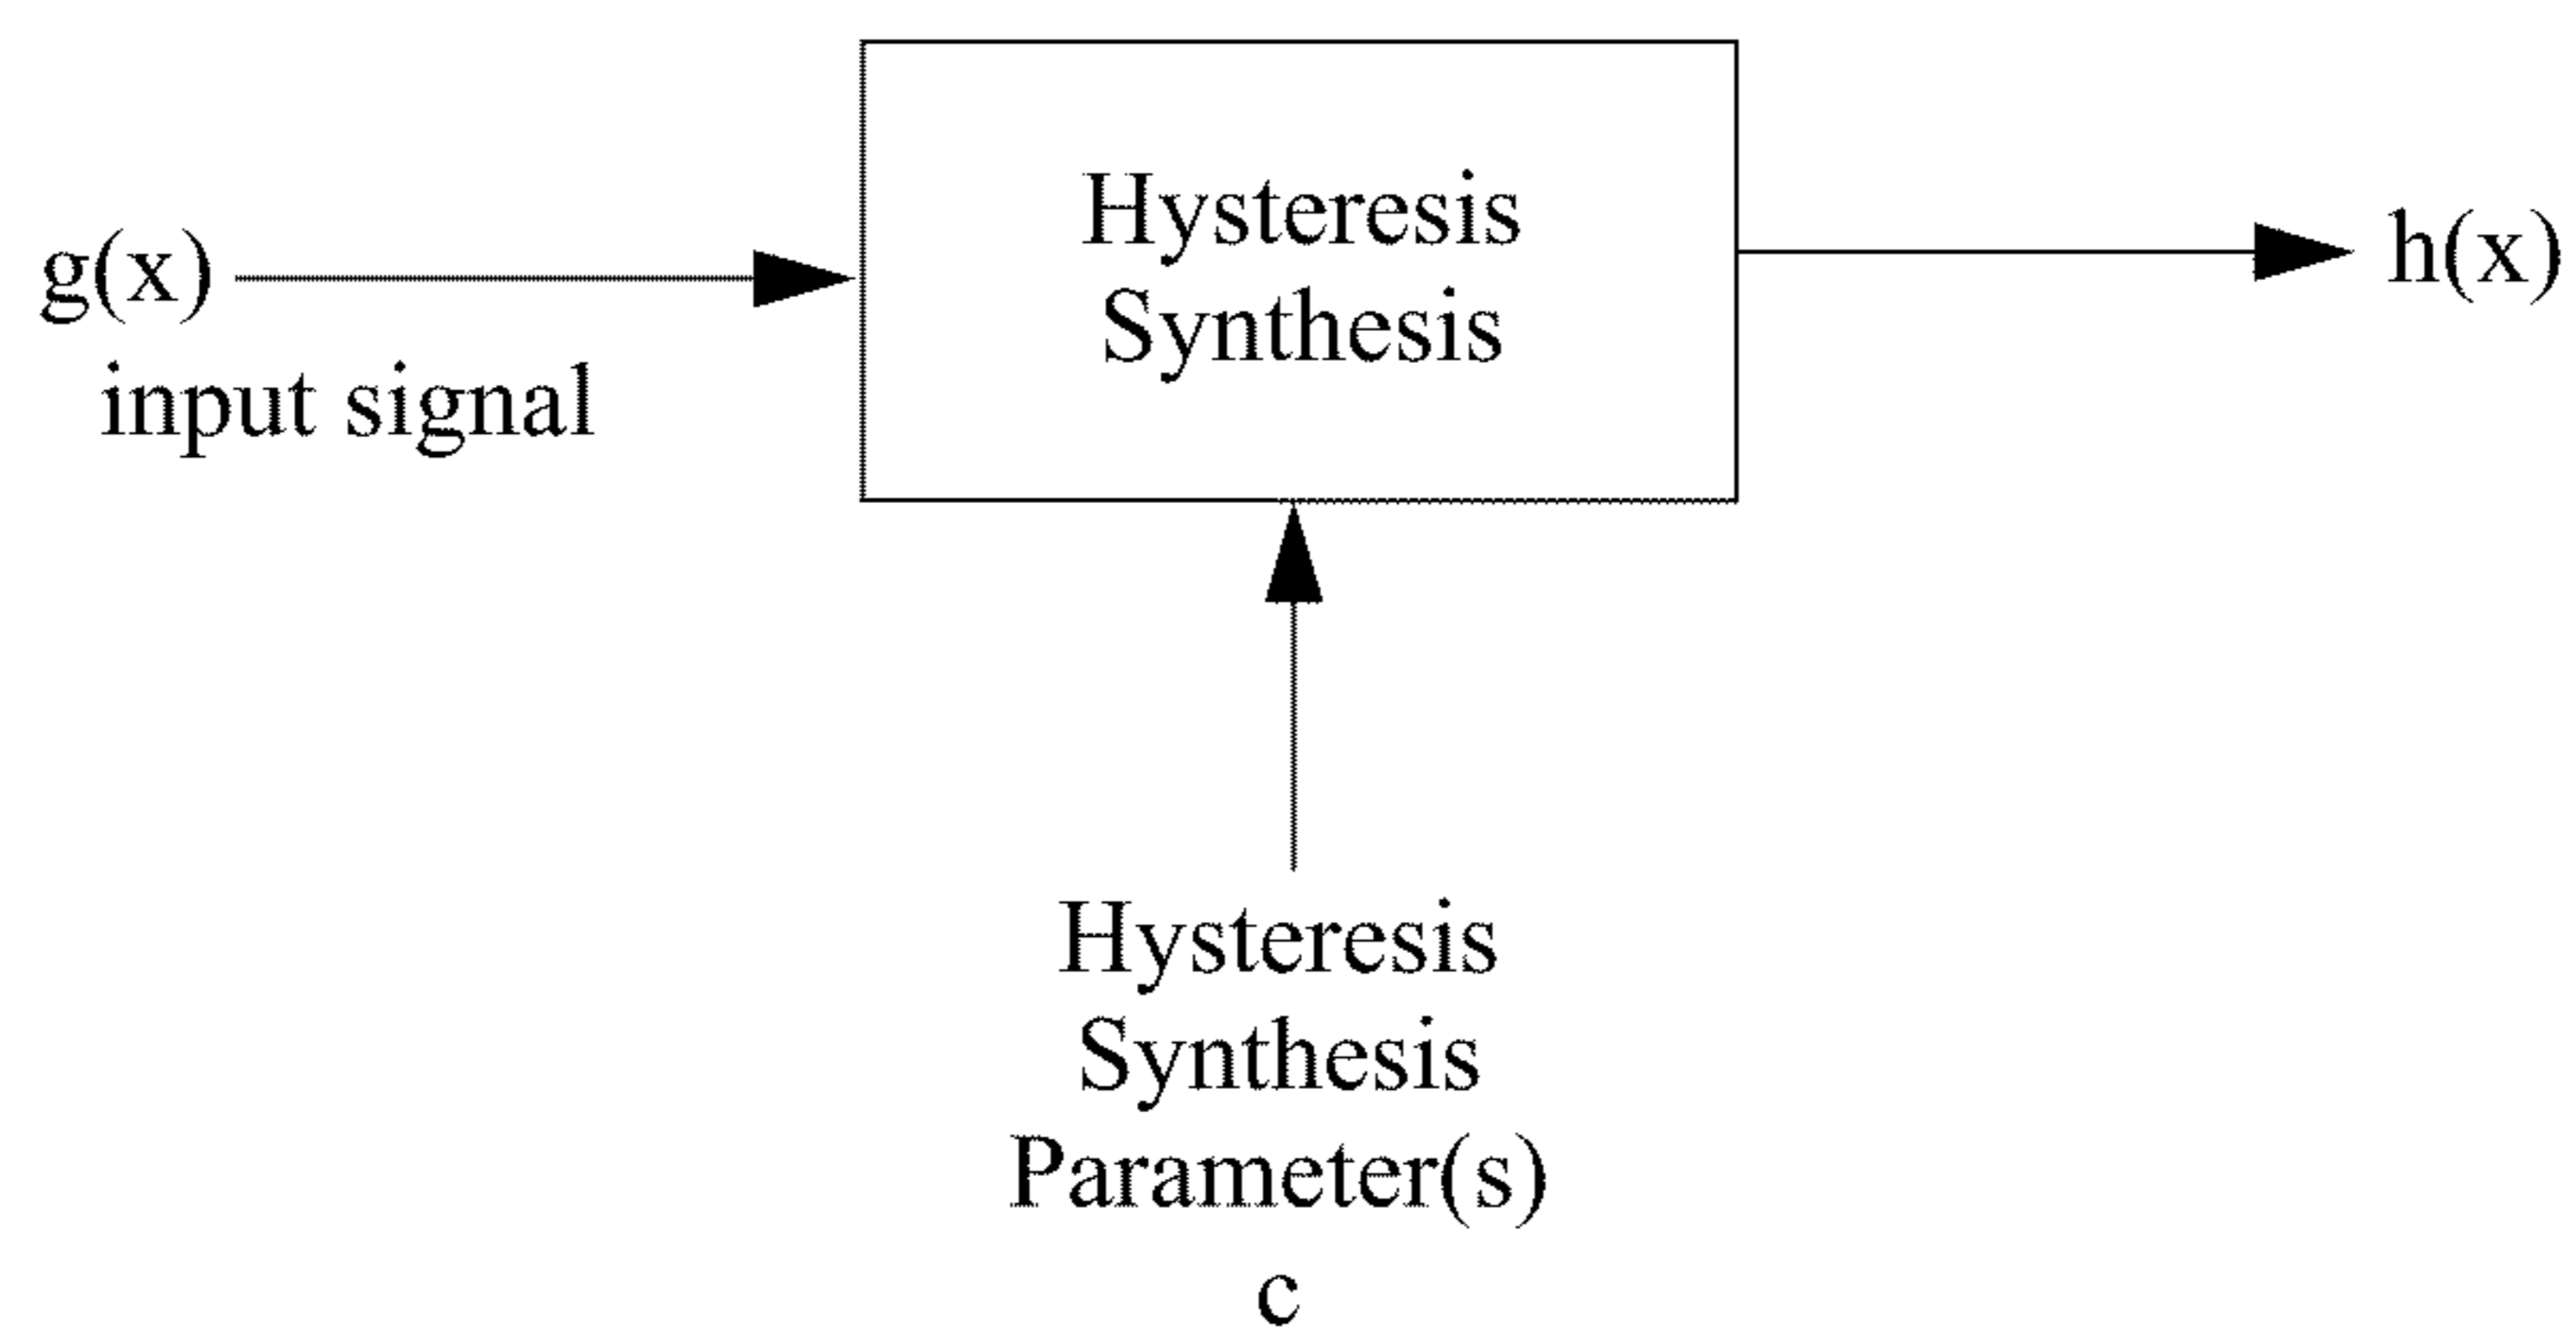 g(x)
input signal
Hysteresis
Synthesis
h(x)
Hysteresis
Synthesis
Parameter(s)
c